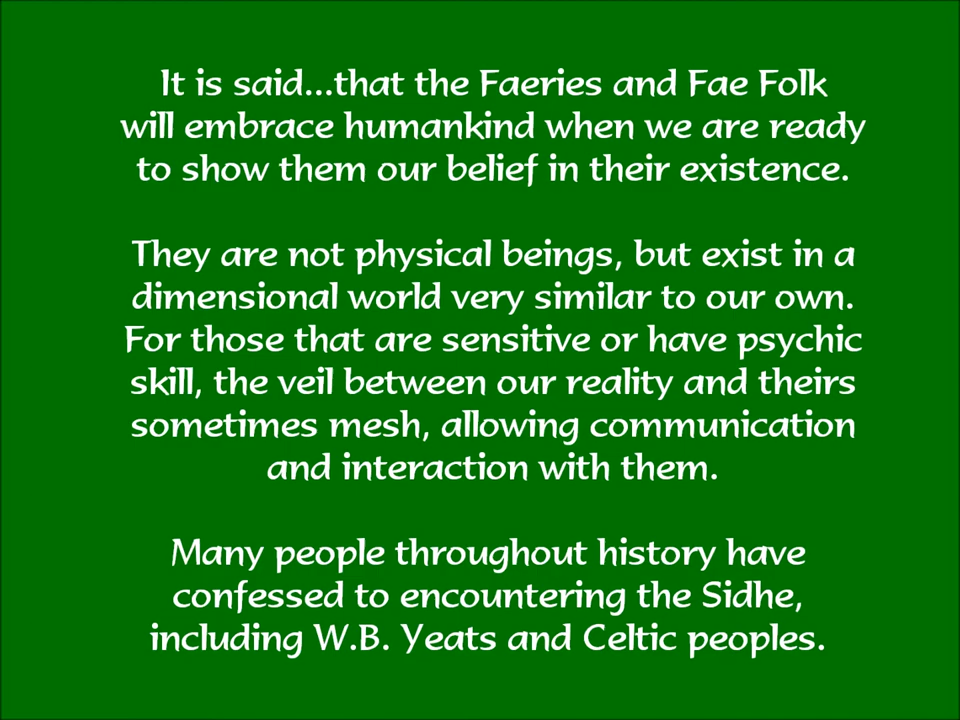 It is said...that the Faeries and Fae Folk
will embrace humankind when we are ready
to show them our belief in their existence.
They are not physical beings, but exist in a
dimensional world very similar to our own.
For those that are sensitive or have psychic
skill, the veil between our reality and theirs
sometimes mesh, allowing communication
and interaction with them.
Many people throughout history have
confessed to encountering the Sidhe,
including W.B. Yeats and Celtic peoples.